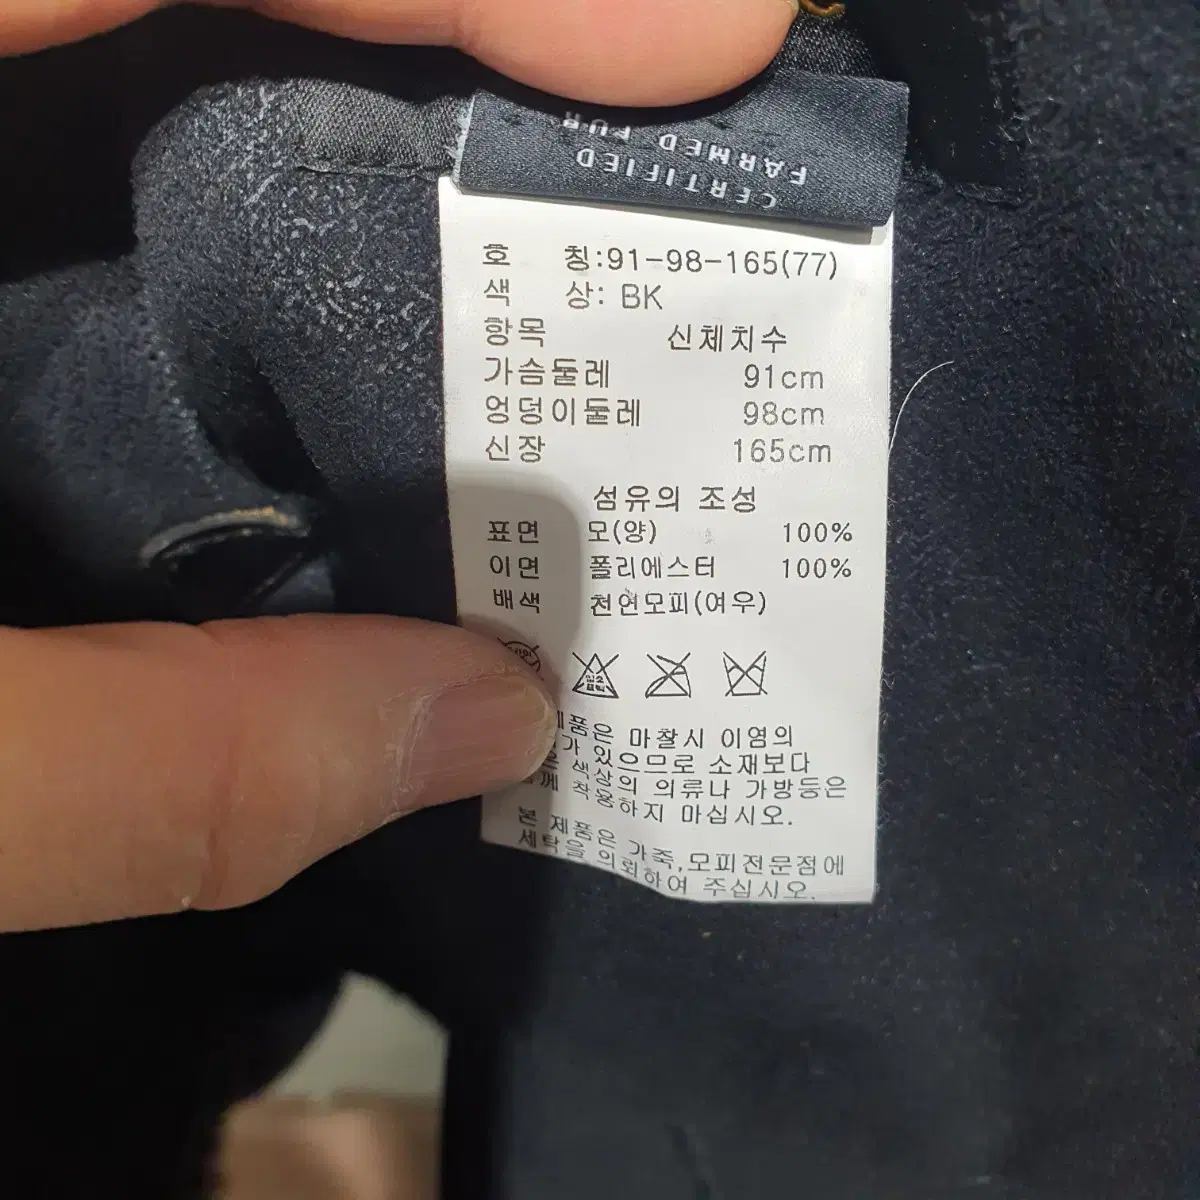 CERTIFIED
FARMED FUR
호 칭:91-98-165(77)
색 상: BK
항목 신체치수
가슴둘레 91cm
엉덩이둘레 98cm
신장 165cm
섬유의 조성
표면 모(양) 100%
이면 폴리에스터 100%
배색 천연모피(여우)
제품은 마찰시 이염의
가 있으므로 소재보다
색상의 의류나 가방등은
께 착용하지 마십시오.
본 제품은 가죽,모피전문점에
세탁을 의뢰하여 주십시오.